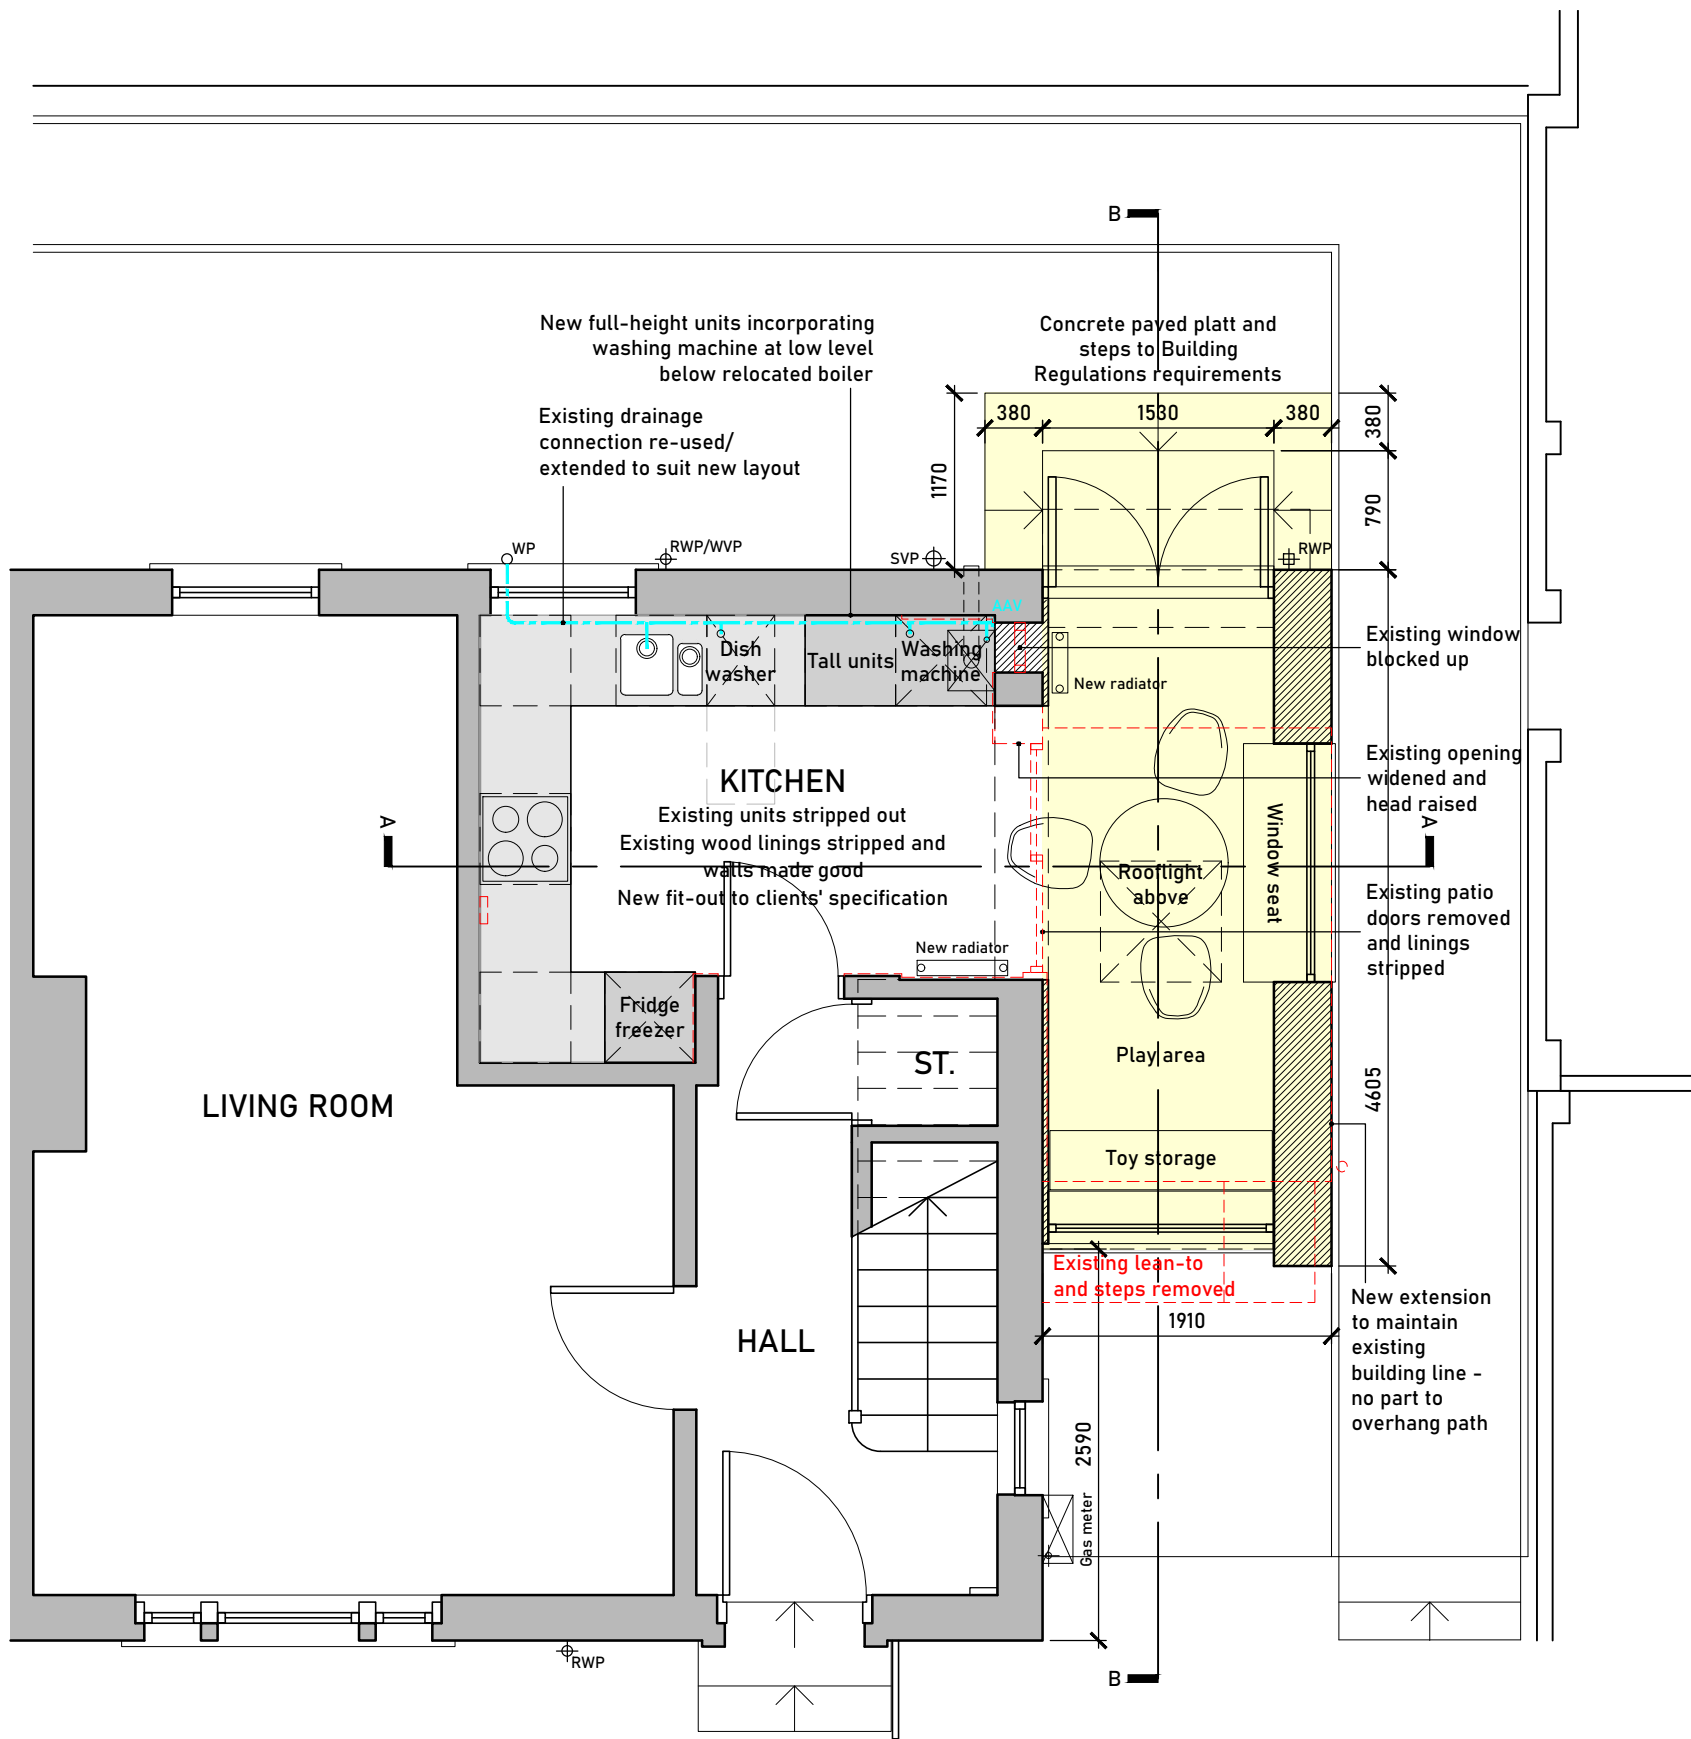 B
New full-height units incorporating
washing machine at low level
below relocated boiler
Concrete paved platt and
steps to Building
Regulations requirements
Existing drainage
connection re-used/
extended to suit new layout
380
1530
380
380
1170
790
WP
RWP/WVP
SVP
RWP
AAV
Dish
washer
Tall units
Washing
machine
New radiator
Existing window
blocked up
KITCHEN
Existing units stripped out
Existing wood linings stripped and
walls made good
New fit-out to clients' specification
Existing opening
widened and
head raised
A
A
Window seat
Rooflight
above
Existing patio
doors removed
and linings
stripped
New radiator
Fridge
freezer
ST.
Play area
LIVING ROOM
4605
Toy storage
Existing lean-to
and steps removed
1910
New extension
to maintain
existing
building line -
no part to
overhang path
HALL
2590
Gas meter
RWP
B